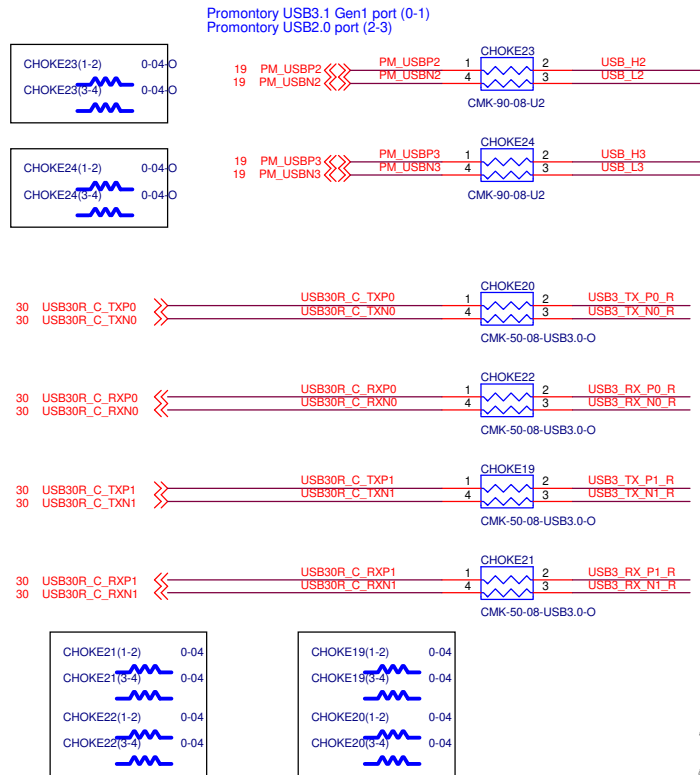 Promontory USB3.1 Gen1 port (0-1)
Promontory USB2.0 port (2-3)
CHOKE23(1-2) 0-04-O
CHOKE23(3-4) 0-04-O
CHOKE23
19 PM_USBP2 PM_USBP2 1 2 USB_H2
19 PM_USBN2 PM_USBN2 4 3 USB_L2
CMK-90-08-U2
CHOKE24(1-2) 0-04-O
CHOKE24(3-4) 0-04-O
CHOKE24
19 PM_USBP3 PM_USBP3 1 2 USB_H3
19 PM_USBN3 PM_USBN3 4 3 USB_L3
CMK-90-08-U2
CHOKE20
30 USB30R_C_TXP0 USB30R_C_TXP0 1 2 USB3_TX_P0_R
30 USB30R_C_TXN0 USB30R_C_TXN0 4 3 USB3_TX_N0_R
CMK-50-08-USB3.0-O
CHOKE22
30 USB30R_C_RXP0 USB30R_C_RXP0 1 2 USB3_RX_P0_R
30 USB30R_C_RXN0 USB30R_C_RXN0 4 3 USB3_RX_N0_R
CMK-50-08-USB3.0-O
CHOKE19
30 USB30R_C_TXP1 USB30R_C_TXP1 1 2 USB3_TX_P1_R
30 USB30R_C_TXN1 USB30R_C_TXN1 4 3 USB3_TX_N1_R
CMK-50-08-USB3.0-O
CHOKE21
30 USB30R_C_RXP1 USB30R_C_RXP1 1 2 USB3_RX_P1_R
30 USB30R_C_RXN1 USB30R_C_RXN1 4 3 USB3_RX_N1_R
CMK-50-08-USB3.0-O
CHOKE21(1-2) 0-04
CHOKE21(3-4) 0-04
CHOKE22(1-2) 0-04
CHOKE22(3-4) 0-04
CHOKE19(1-2) 0-04
CHOKE19(3-4) 0-04
CHOKE20(1-2) 0-04
CHOKE20(3-4) 0-04